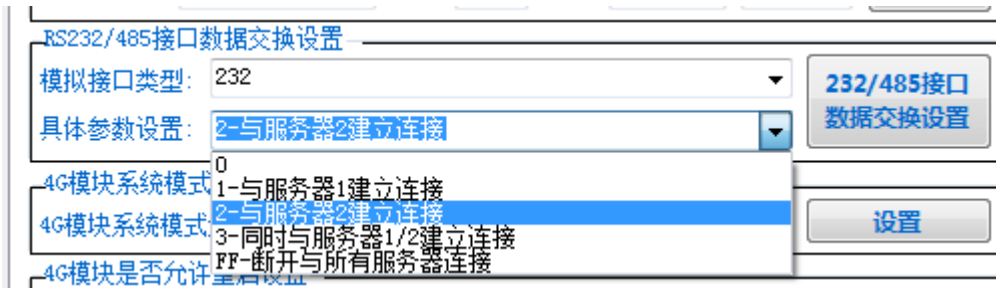 RS232/485接口数据交换设置
模拟接口类型: 232
232/485接口
数据交换设置
具体参数设置: 2-与服务器2建立连接
0
1-与服务器1建立连接
2-与服务器2建立连接
3-同时与服务器1/2建立连接
FF-断开与所有服务器连接
4G模块系统模式
4G模块系统模式
设置
4G模块是否允许重启设置